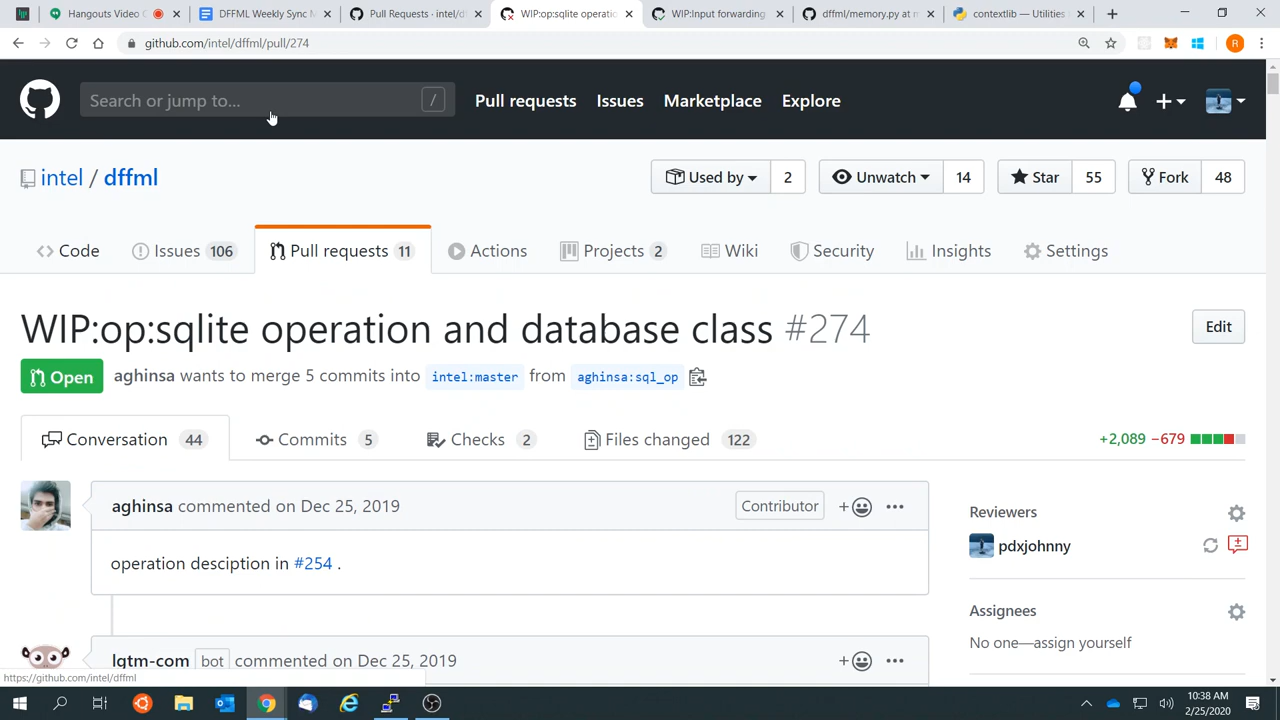 Hangouts Video C
DFFML Weekly Sync M
Pull Requests · intel/d
WIP:op:sqlite operatio
WIP:Input forwarding
dffml/memory.py at m
contextlib — Utilities
github.com/intel/dffml/pull/274
R
Search or jump to...
/
Pull requests
Issues
Marketplace
Explore
intel / dffml
Used by 2
Unwatch 14
Star 55
Fork 48
Code
Issues 106
Pull requests 11
Actions
Projects 2
Wiki
Security
Insights
Settings
WIP:op:sqlite operation and database class #274
Edit
Open
aghinsa wants to merge 5 commits into intel:master from aghinsa:sql_op
Conversation 44
Commits 5
Checks 2
Files changed 122
+2,089 −679
aghinsa commented on Dec 25, 2019
Contributor
operation desciption in #254 .
Reviewers
pdxjohnny
Assignees
No one—assign yourself
lgtm-com bot commented on Dec 25, 2019
https://github.com/intel/dffml
10:38 AM
2/25/2020